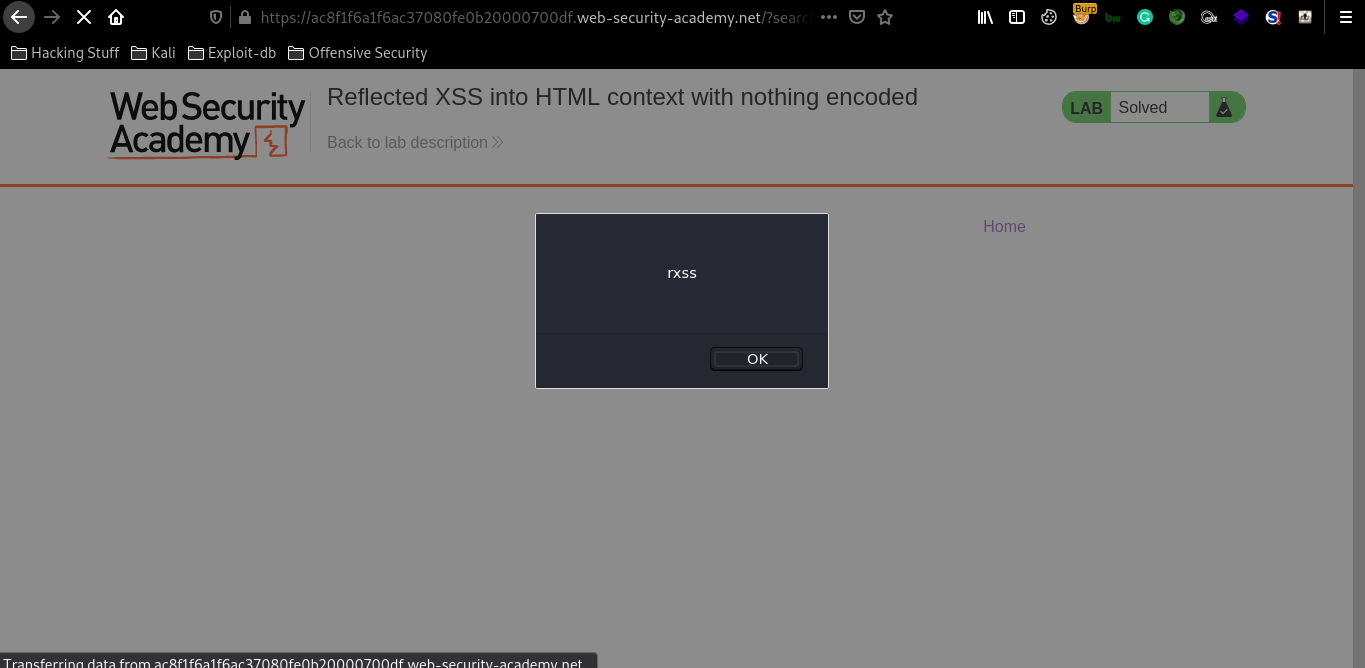 https://ac8f1f6a1f6ac37080fe0b20000700df.web-security-academy.net/?searc
Burp
bw
Hacking Stuff
Kali
Exploit-db
Offensive Security
WebSecurity
Academy
Reflected XSS into HTML context with nothing encoded
Back to lab description
LAB
Solved
Home
rxss
OK
Transferring data from ac8f1f6a1f6ac37080fe0b20000700df.web-security-academy.net...